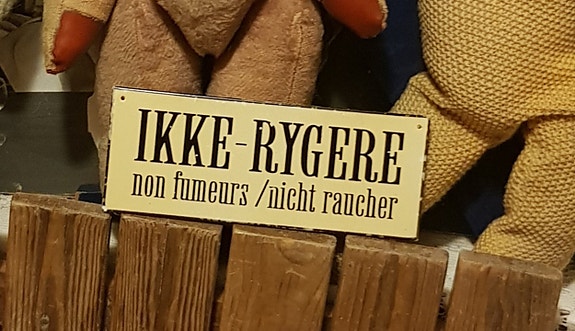 IKKE-RYGERE
non fumeurs /nicht raucher